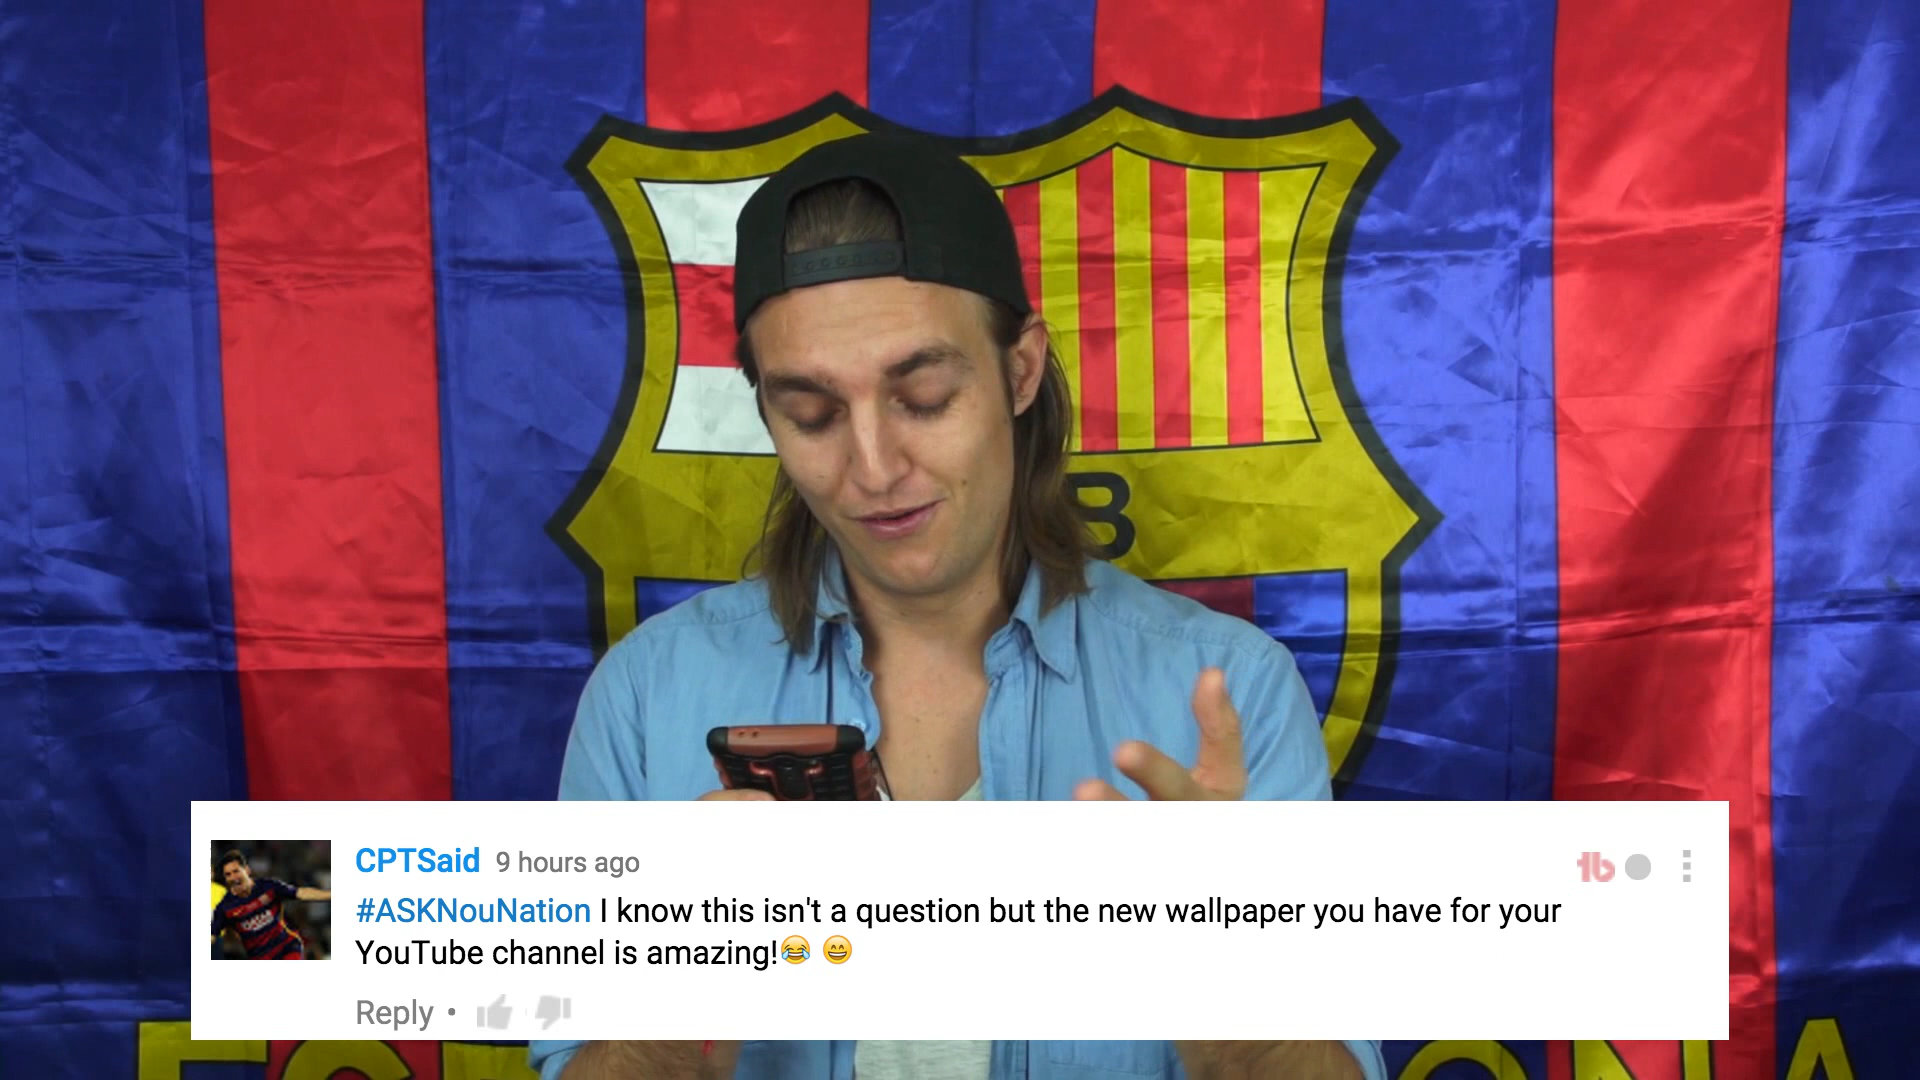 B
CPTSaid 9 hours ago
#ASKNouNation I know this isn't a question but the new wallpaper you have for your
YouTube channel is amazing!😂 😄
Reply •